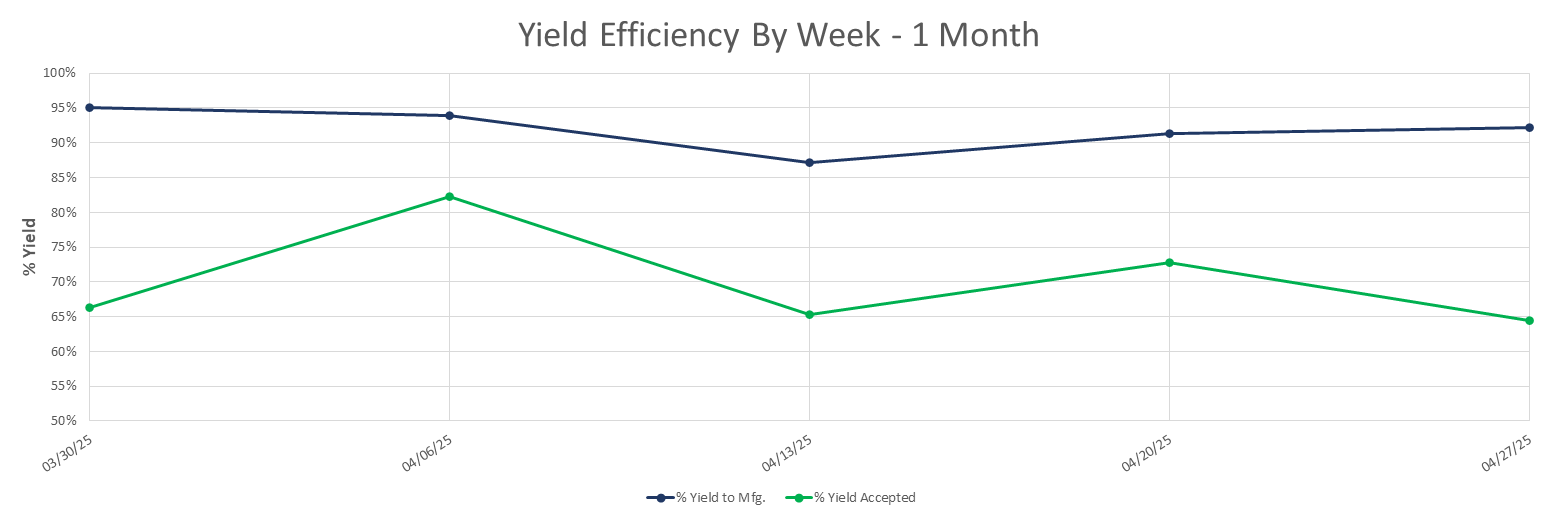 Yield Efficiency By Week - 1 Month
% Yield
100%
95%
90%
85%
80%
75%
70%
65%
60%
55%
50%
03/30/25 04/06/25 04/13/25 04/20/25 04/27/25
% Yield to Mfg. % Yield Accepted